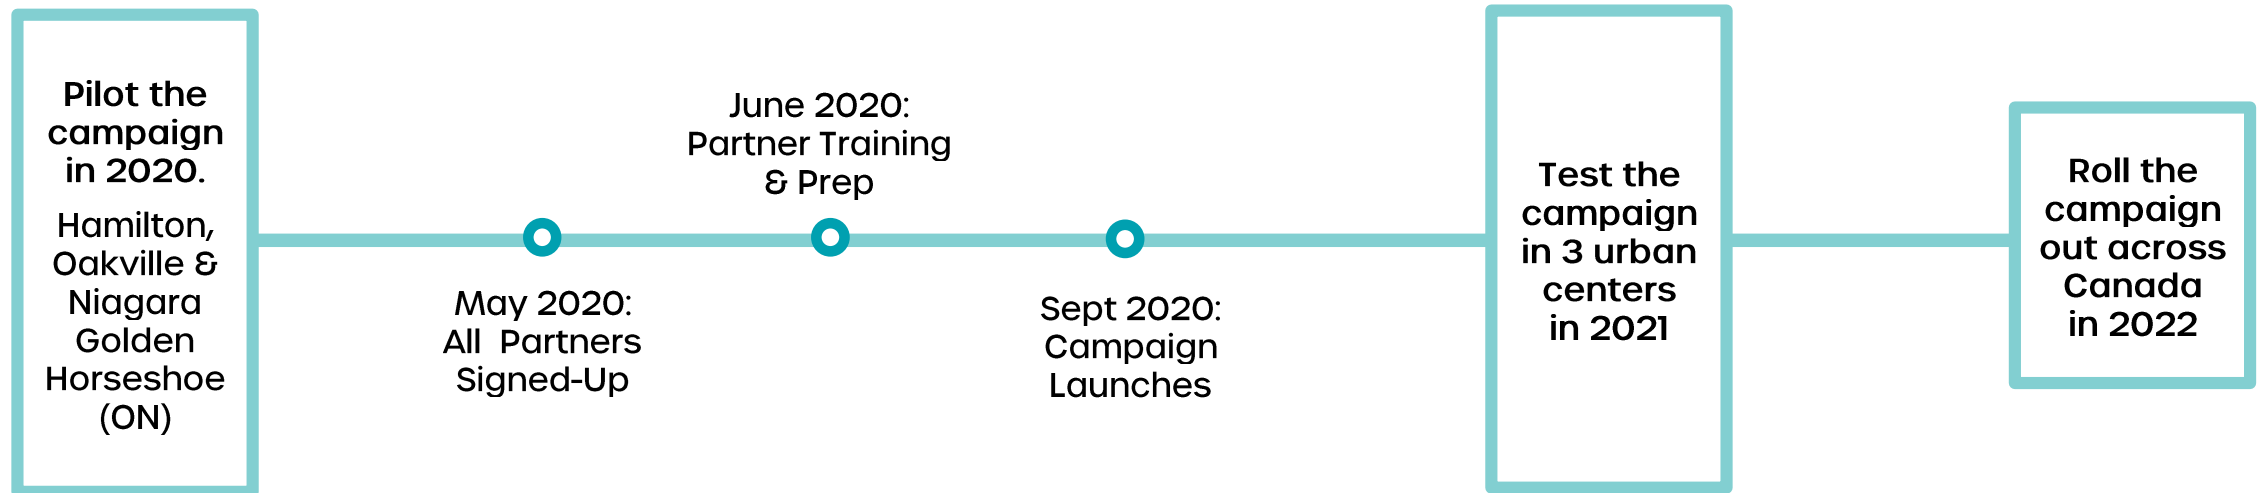 Pilot the
campaign
in 2020.
Hamilton,
Oakville &
Niagara
Golden
Horseshoe
(ON)
May 2020:
All  Partners
Signed-Up
June 2020:
Partner Training
& Prep
Sept 2020:
Campaign
Launches
Test the
campaign
in 3 urban
centers
in 2021
Roll the
campaign
out across
Canada
in 2022